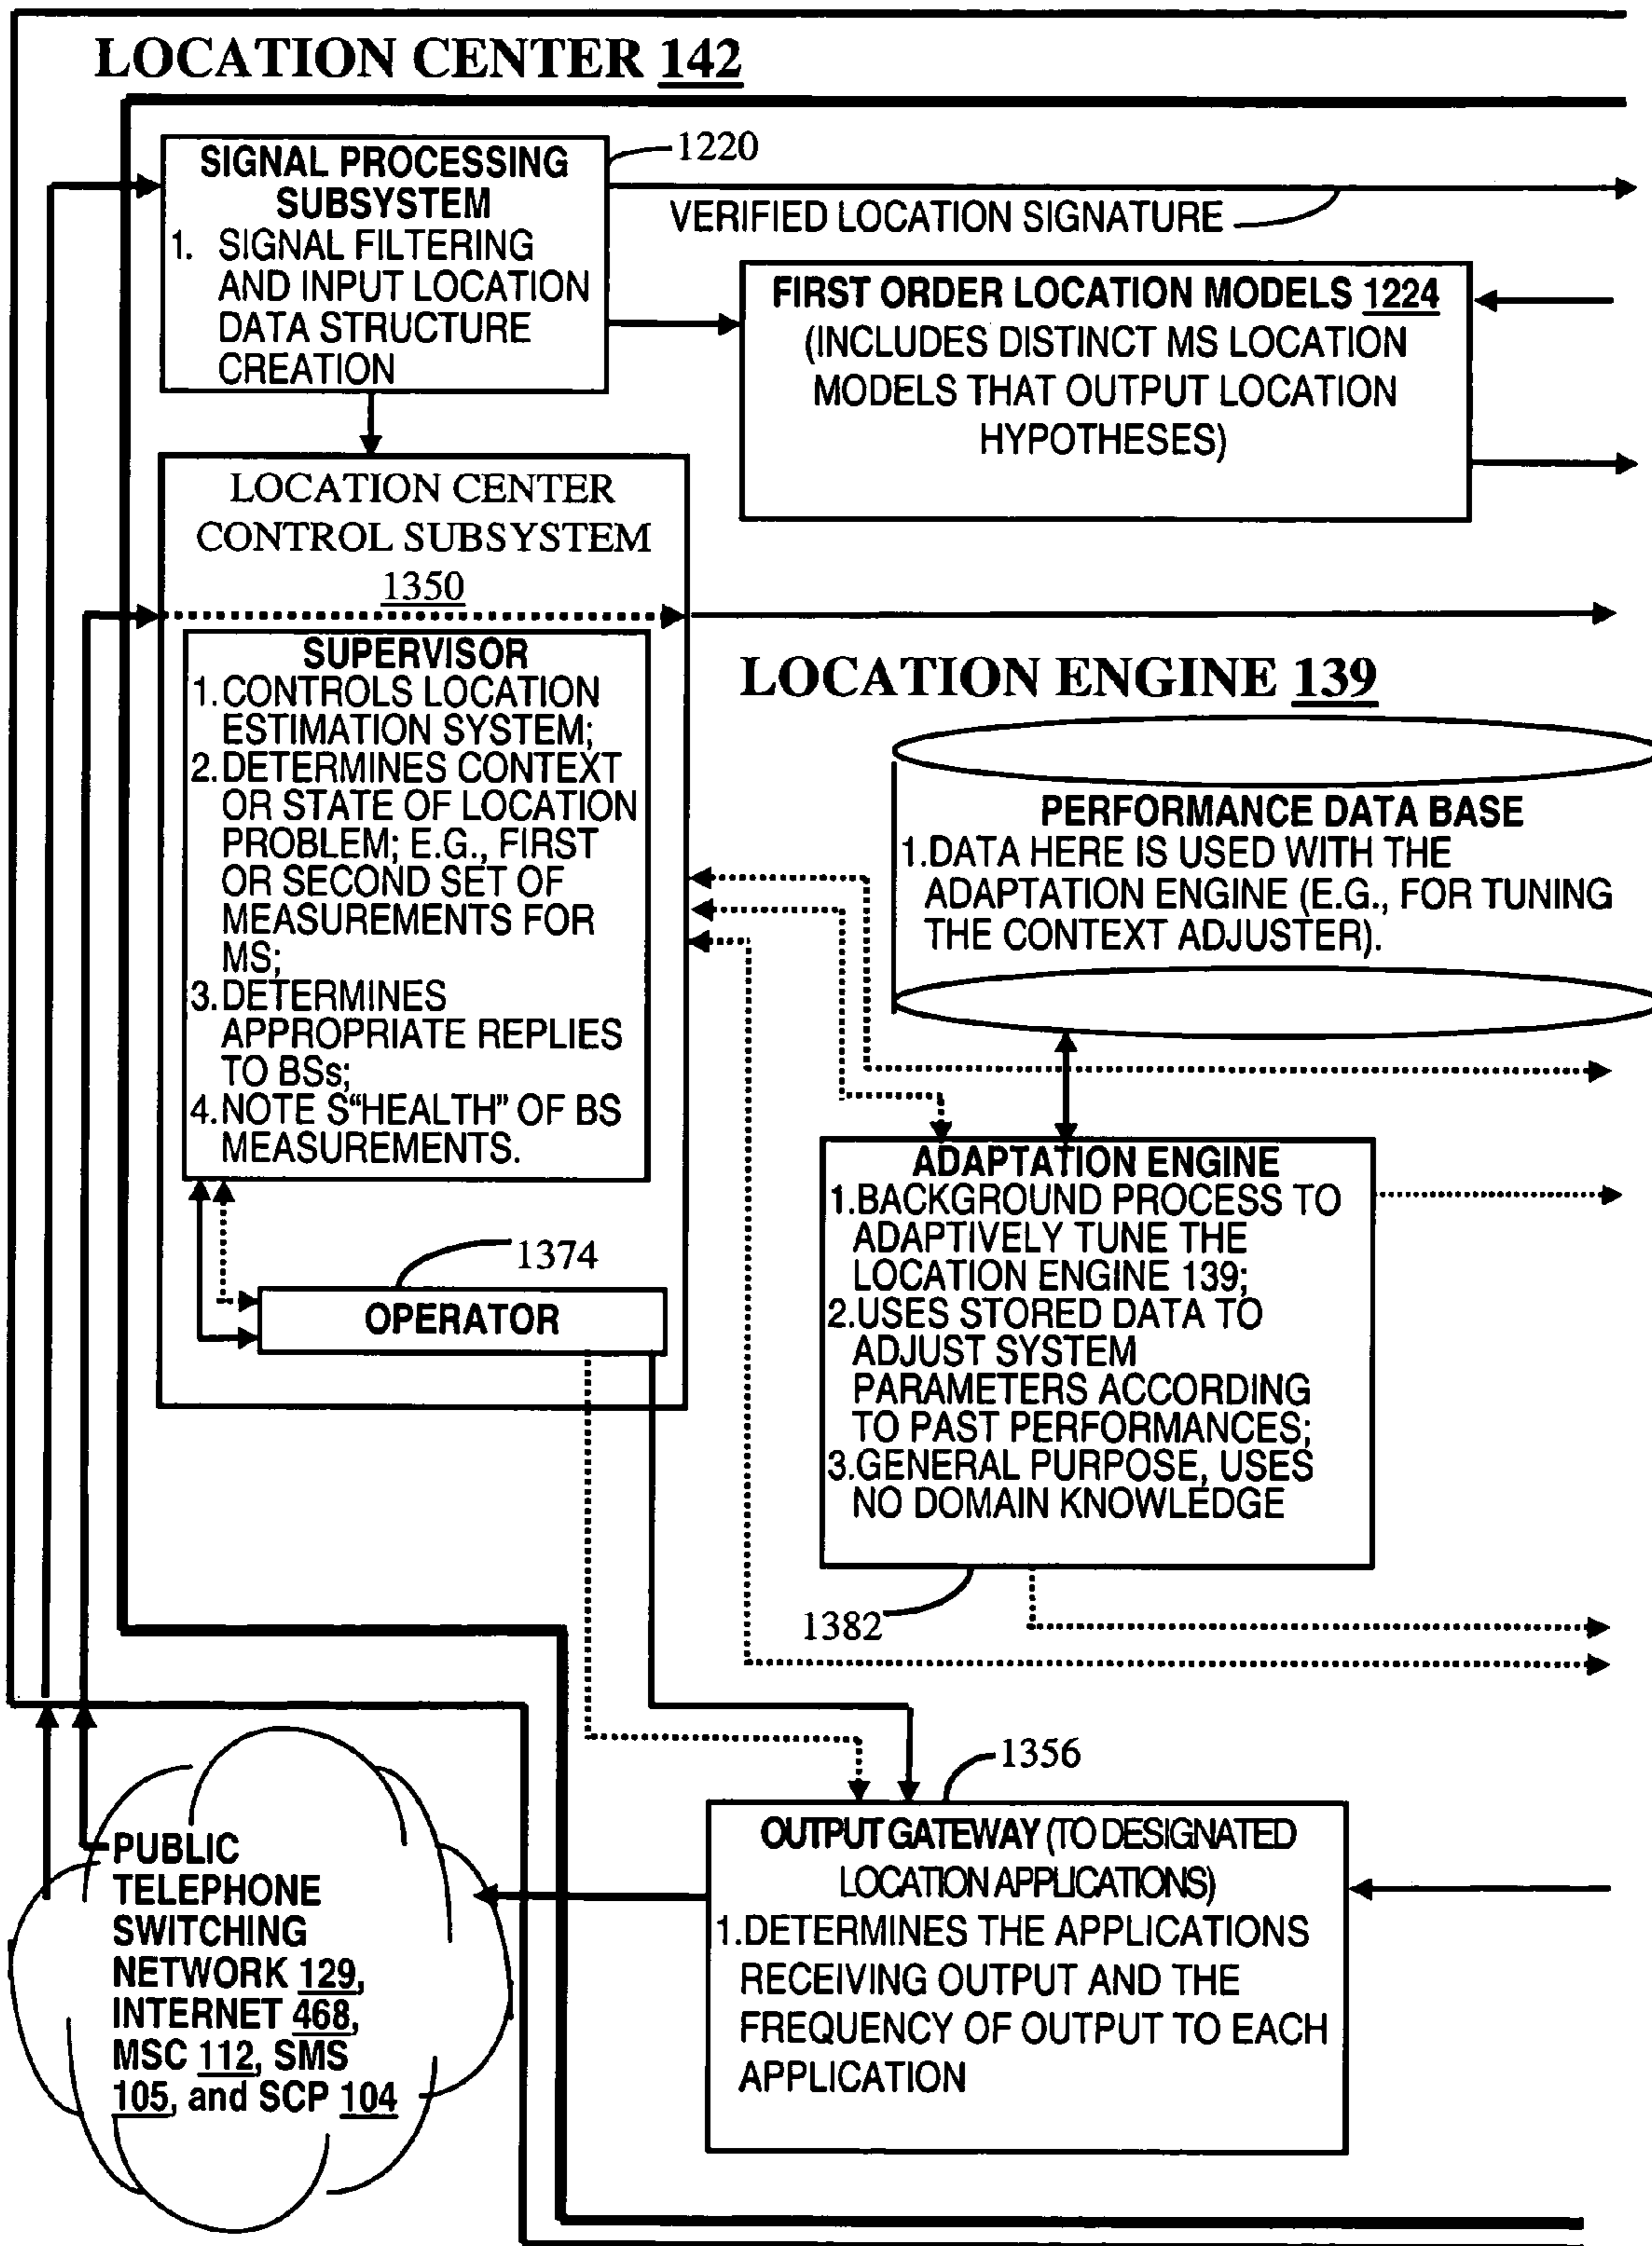 LOCATION CENTER 142
SIGNAL PROCESSING
SUBSYSTEM
1. SIGNAL FILTERING
AND INPUT LOCATION
DATA STRUCTURE
CREATION
1220
VERIFIED LOCATION SIGNATURE
FIRST ORDER LOCATION MODELS 1224
(INCLUDES DISTINCT MS LOCATION
MODELS THAT OUTPUT LOCATION
HYPOTHESES)
LOCATION CENTER
CONTROL SUBSYSTEM
1350
SUPERVISOR
1.CONTROLS LOCATION
ESTIMATION SYSTEM;
2.DETERMINES CONTEXT
OR STATE OF LOCATION
PROBLEM; E.G., FIRST
OR SECOND SET OF
MEASUREMENTS FOR
MS;
3.DETERMINES
APPROPRIATE REPLIES
TO BSs;
4.NOTE S“HEALTH” OF BS
MEASUREMENTS.
1374
OPERATOR
LOCATION ENGINE 139
PERFORMANCE DATA BASE
1.DATA HERE IS USED WITH THE
ADAPTATION ENGINE (E.G., FOR TUNING
THE CONTEXT ADJUSTER).
ADAPTATION ENGINE
1.BACKGROUND PROCESS TO
ADAPTIVELY TUNE THE
LOCATION ENGINE 139;
2.USES STORED DATA TO
ADJUST SYSTEM
PARAMETERS ACCORDING
TO PAST PERFORMANCES;
3.GENERAL PURPOSE, USES
NO DOMAIN KNOWLEDGE
1382
1356
OUTPUT GATEWAY (TO DESIGNATED
LOCATION APPLICATIONS)
1.DETERMINES THE APPLICATIONS
RECEIVING OUTPUT AND THE
FREQUENCY OF OUTPUT TO EACH
APPLICATION
PUBLIC
TELEPHONE
SWITCHING
NETWORK 129,
INTERNET 468,
MSC 112, SMS
105, and SCP 104